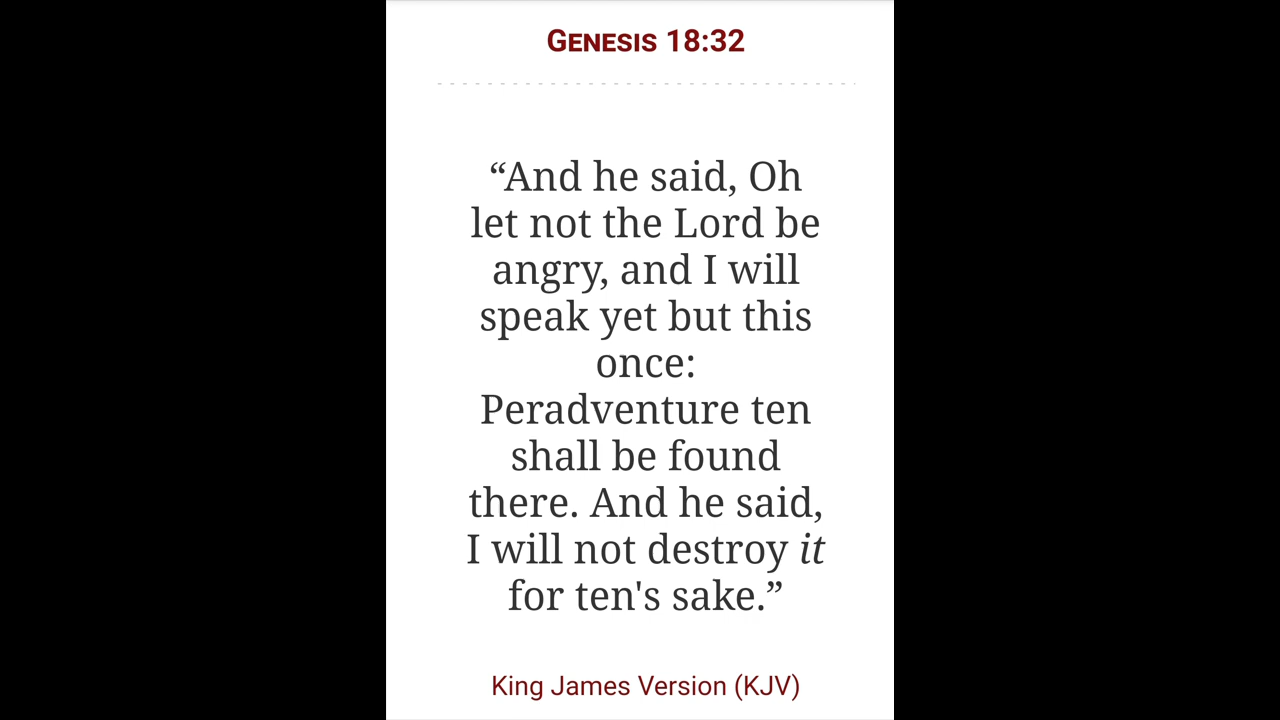 GENESIS 18:32
“And he said, Oh
let not the Lord be
angry, and I will
speak yet but this
once:
Peradventure ten
shall be found
there. And he said,
I will not destroy it
for ten's sake.”
King James Version (KJV)